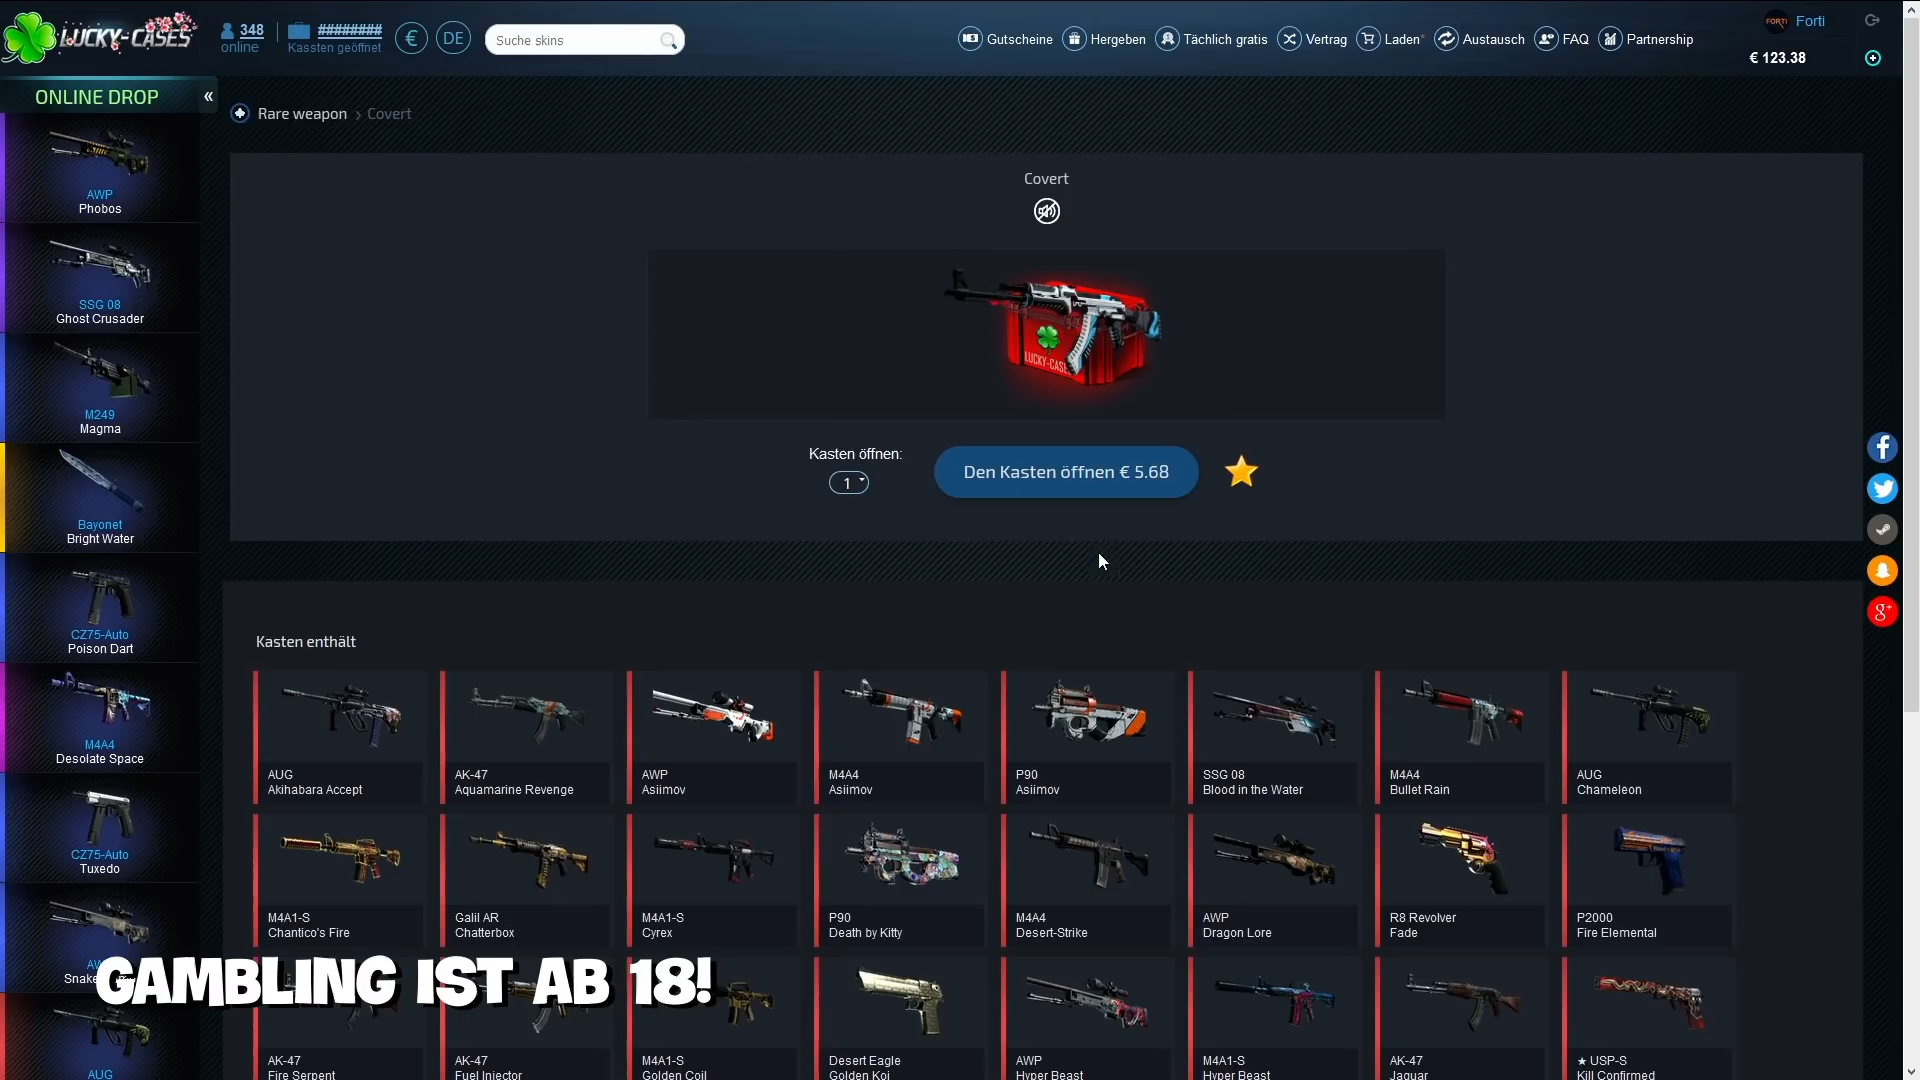 LUCKY-CASES
348
online
########
Kassten geöffnet
€
DE
Suche skins
Gutscheine
Hergeben
Tächlich gratis
Vertrag
Laden*
Austausch
FAQ
Partnership
FORTI
Forti
€ 123.38
ONLINE DROP
«
Rare weapon › Covert
Covert
LUCKY-CASE
Kasten öffnen:
1
Den Kasten öffnen € 5.68
AWP
Phobos
SSG 08
Ghost Crusader
M249
Magma
Bayonet
Bright Water
CZ75-Auto
Poison Dart
M4A4
Desolate Space
CZ75-Auto
Tuxedo
AUG
Kasten enthält
AUG
Akihabara Accept
AK-47
Aquamarine Revenge
AWP
Asiimov
M4A4
Asiimov
P90
Asiimov
SSG 08
Blood in the Water
M4A4
Bullet Rain
AUG
Chameleon
M4A1-S
Chantico's Fire
Galil AR
Chatterbox
M4A1-S
Cyrex
P90
Death by Kitty
M4A4
Desert-Strike
AWP
Dragon Lore
R8 Revolver
Fade
P2000
Fire Elemental
GAMBLING IST AB 18!
AK-47
Fire Serpent
AK-47
Fuel Injector
M4A1-S
Golden Coil
Desert Eagle
Golden Koi
AWP
Hyper Beast
M4A1-S
Hyper Beast
AK-47
Jaguar
★ USP-S
Kill Confirmed